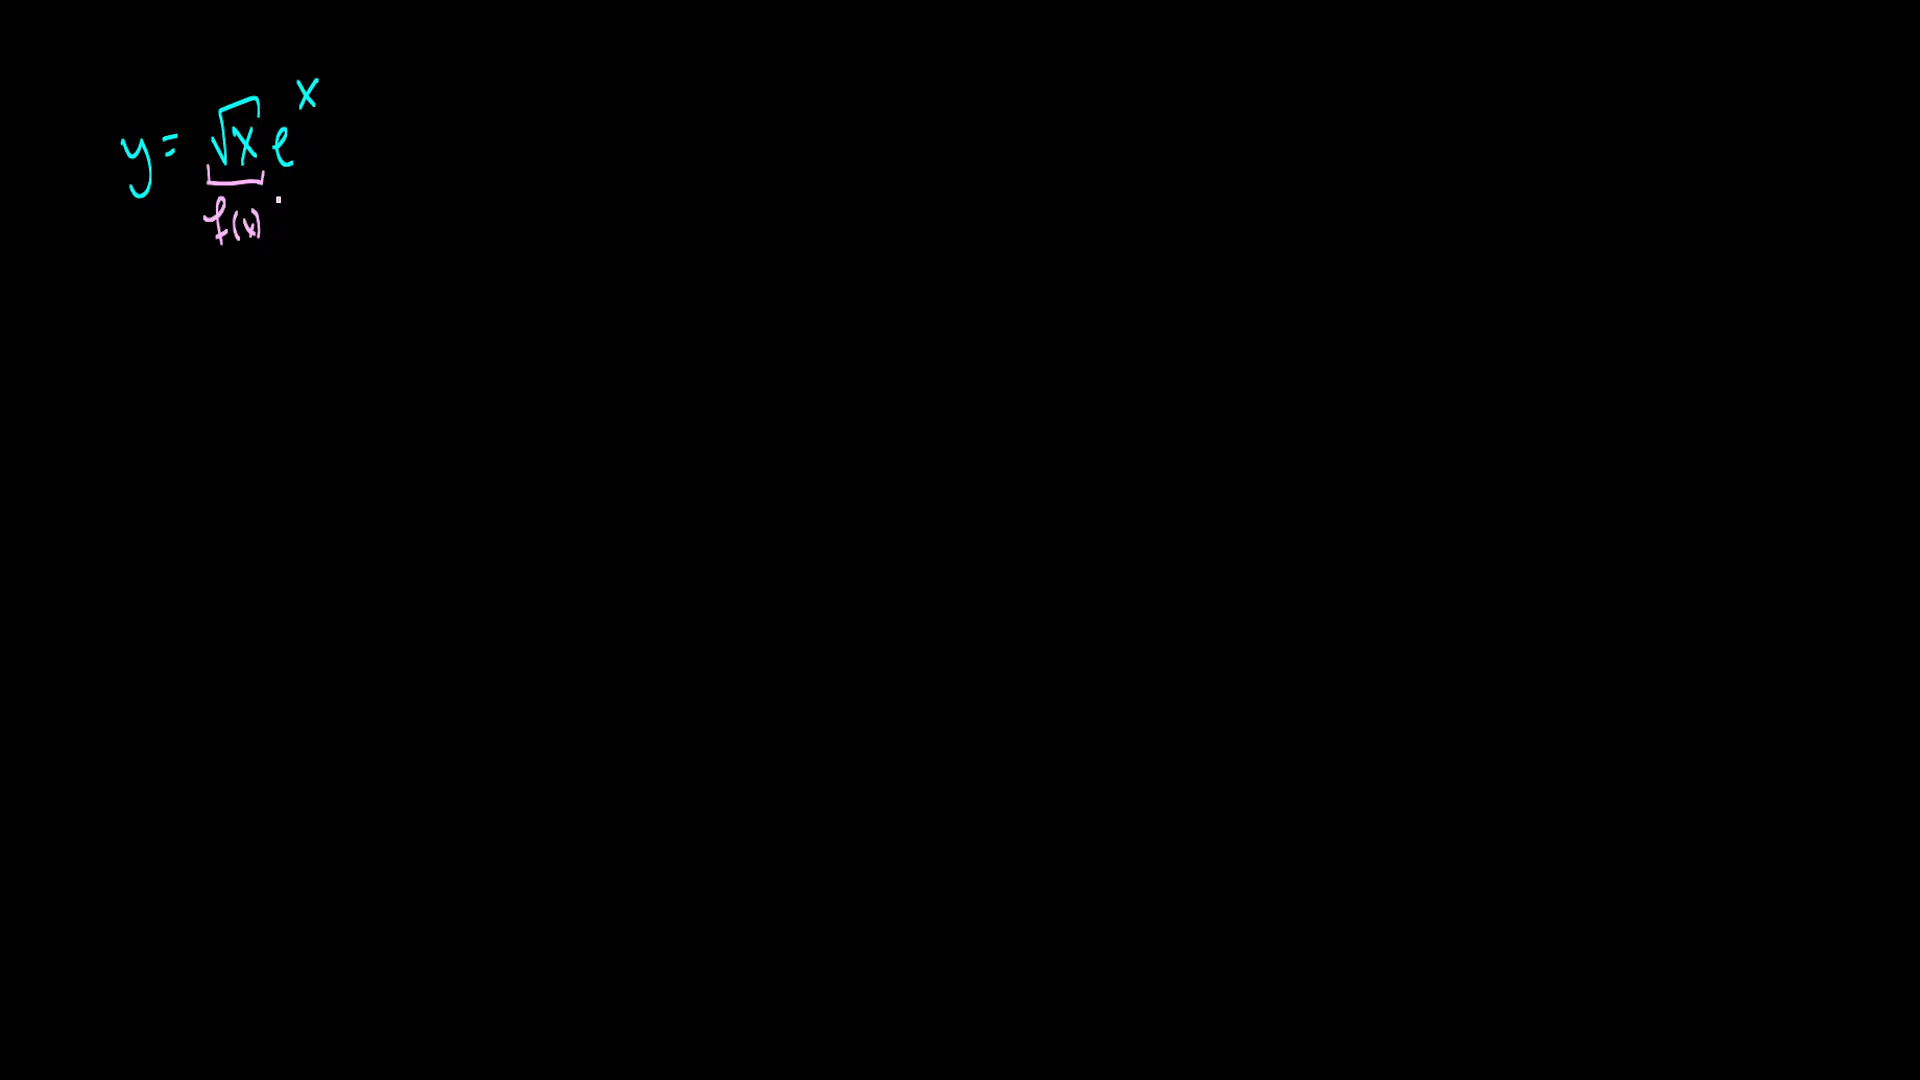 y = √x e^x
f(x)